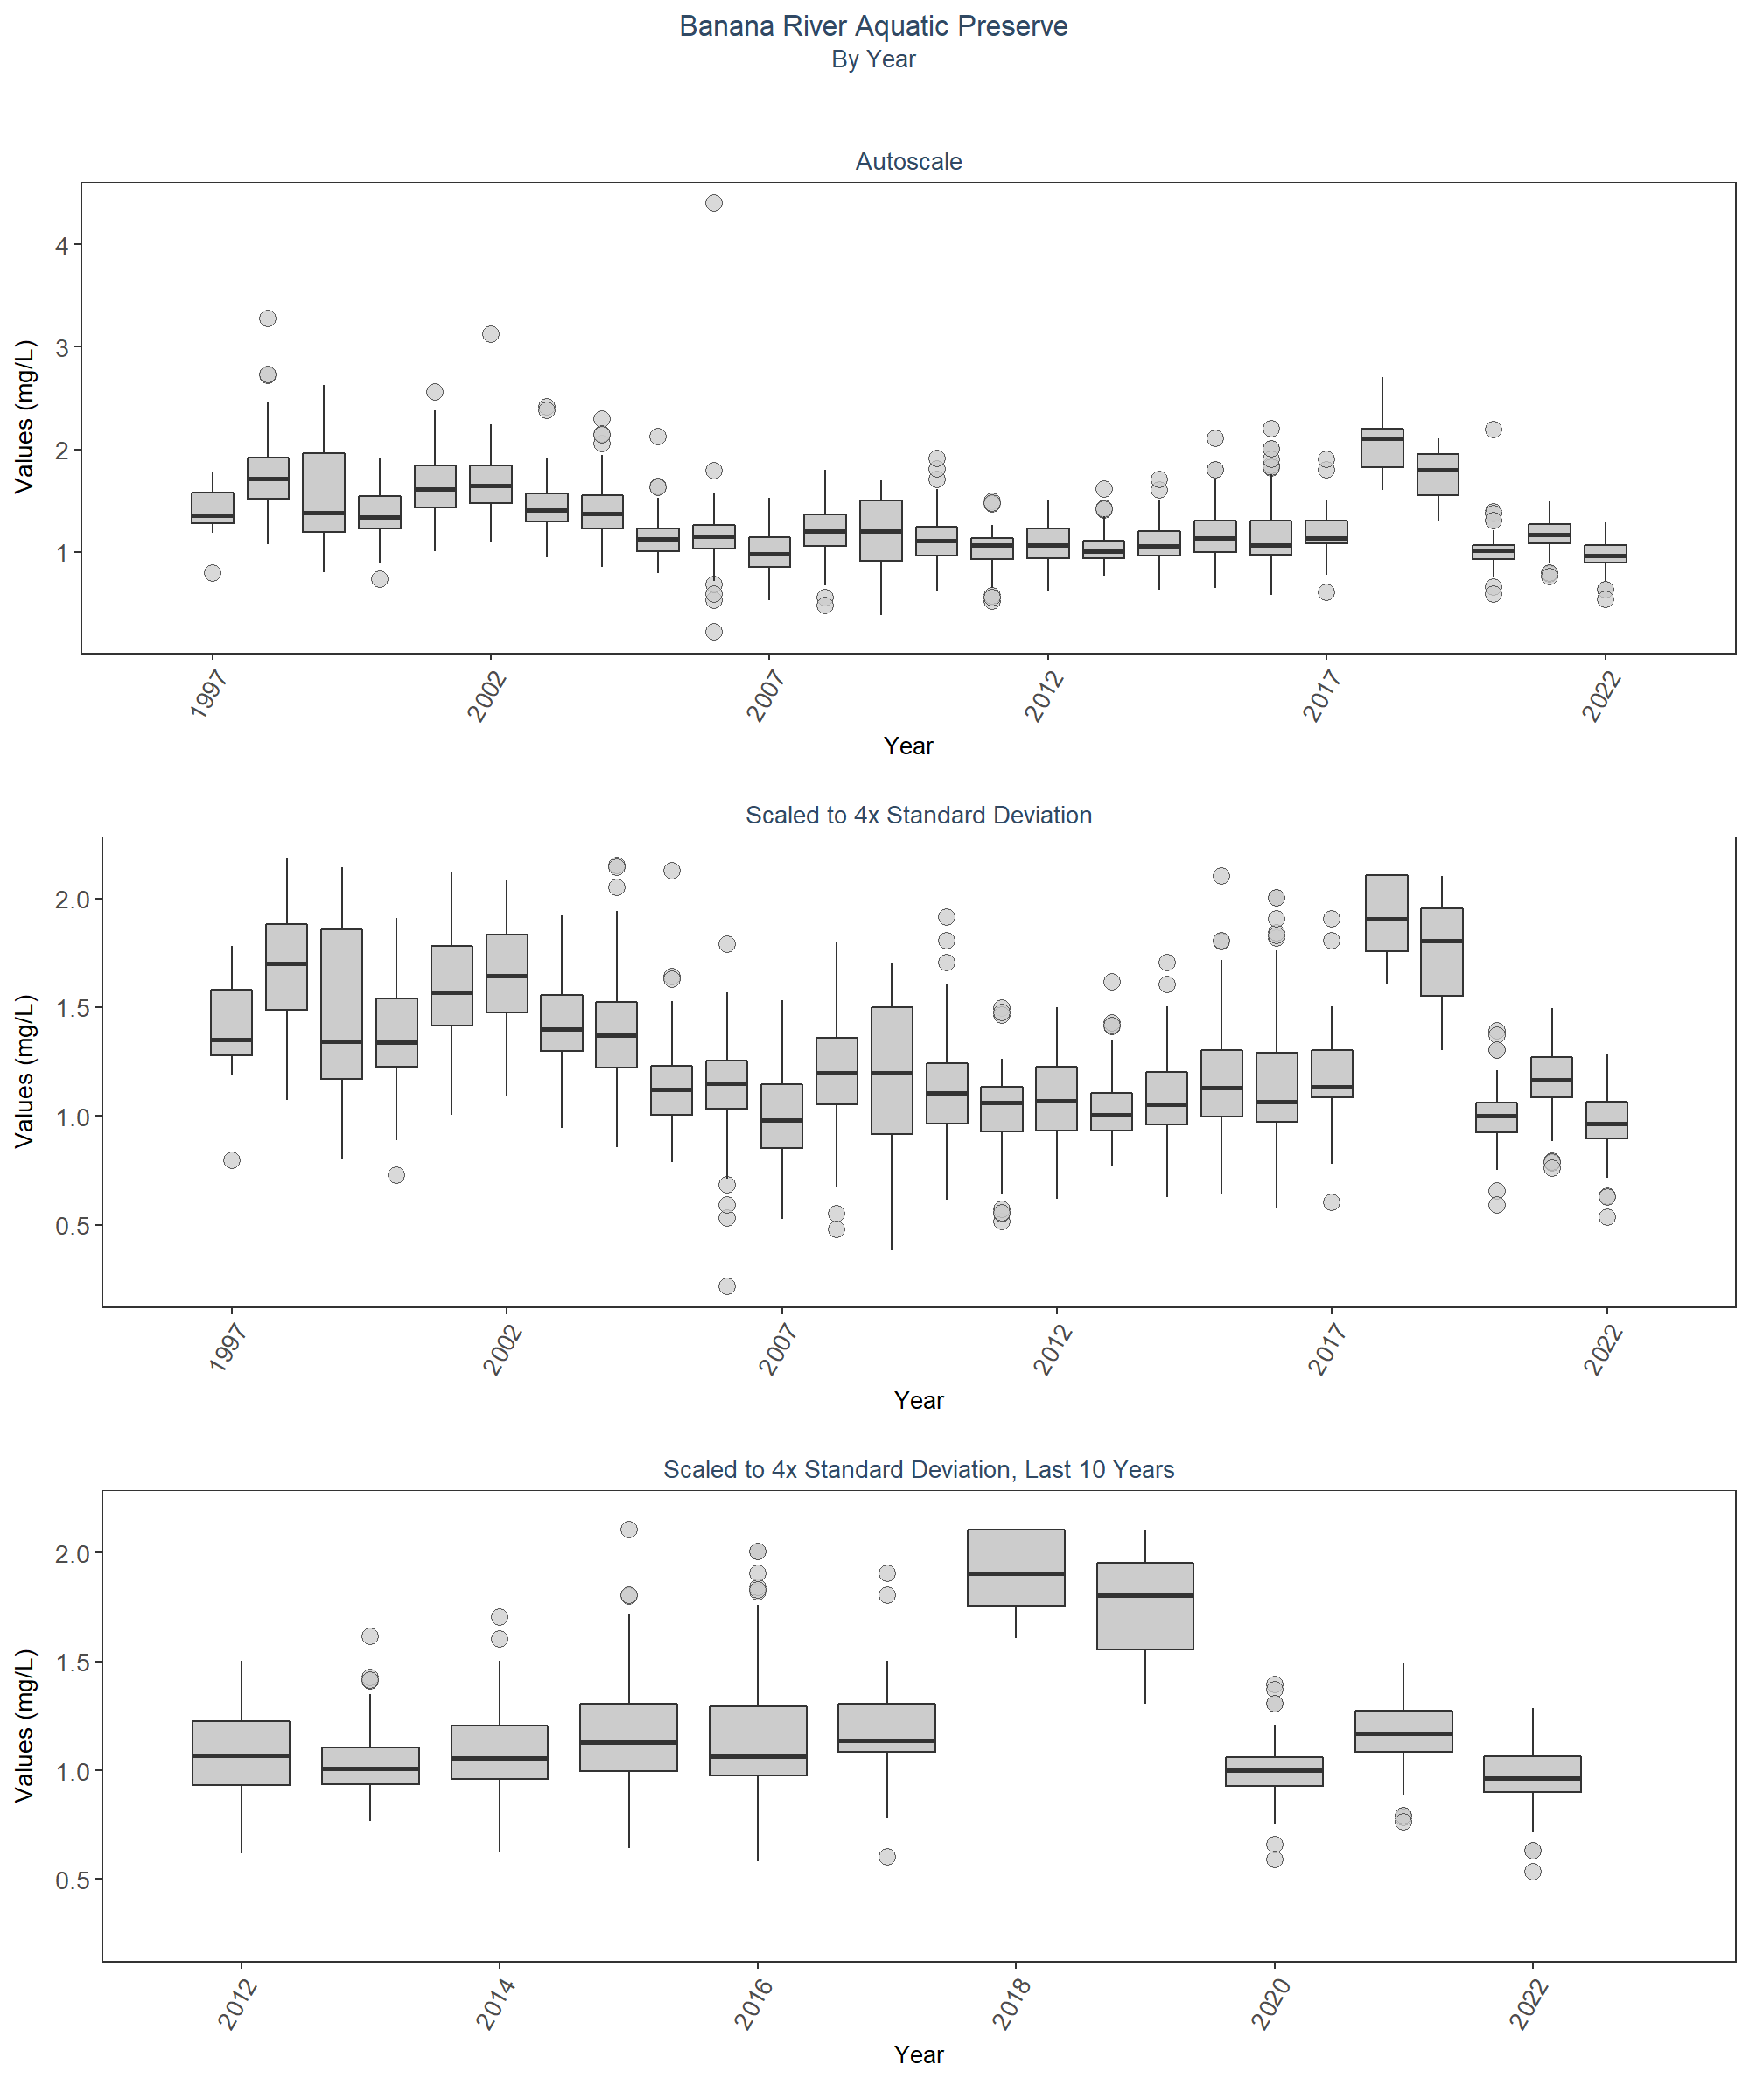 Banana River Aquatic Preserve
By Year
Autoscale
Values (mg/L)
4
3
2
1
1997
2002
2007
2012
2017
2022
Year
Scaled to 4x Standard Deviation
Values (mg/L)
2.0
1.5
1.0
0.5
1997
2002
2007
2012
2017
2022
Year
Scaled to 4x Standard Deviation, Last 10 Years
Values (mg/L)
2.0
1.5
1.0
0.5
2012
2014
2016
2018
2020
2022
Year